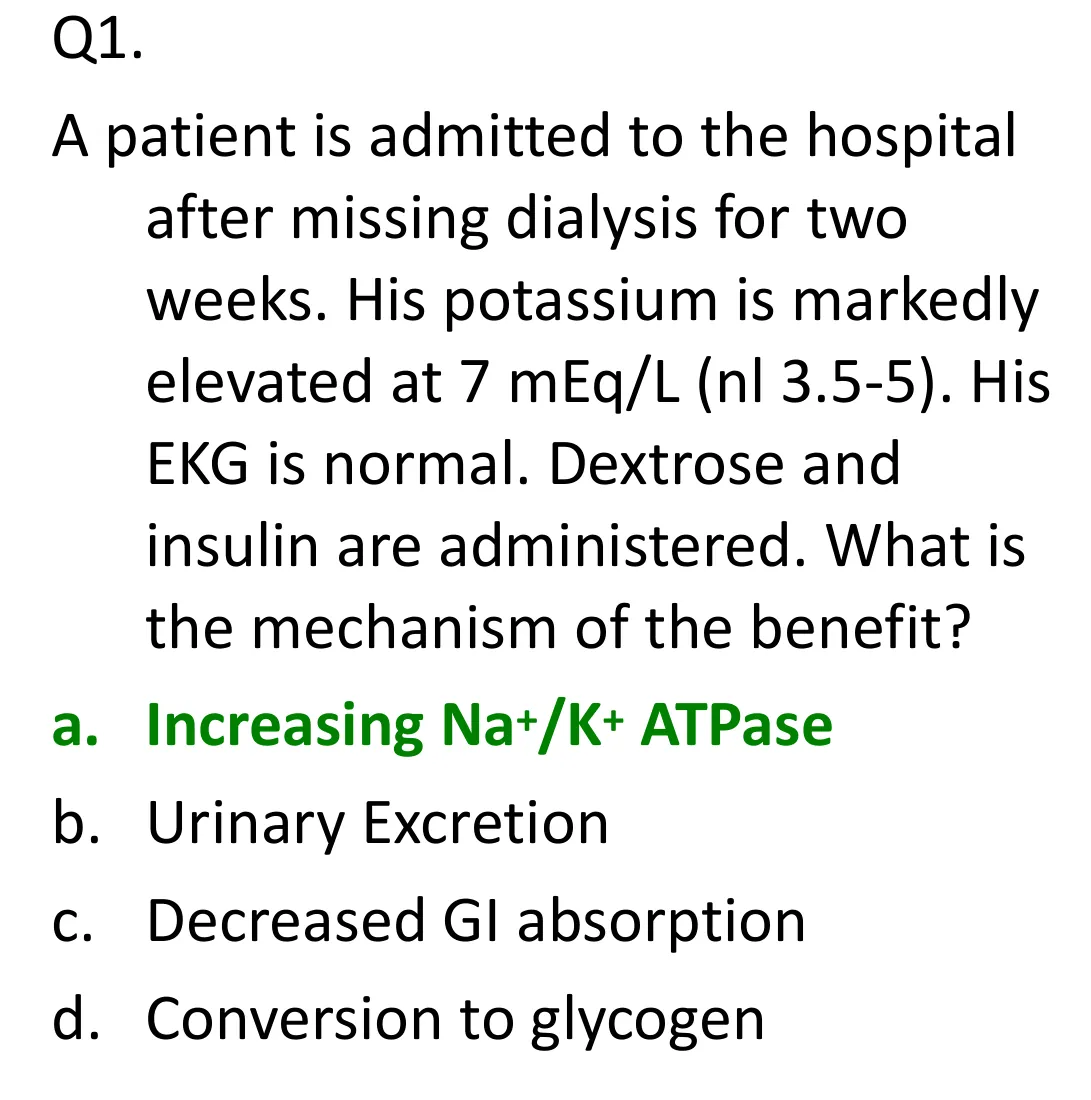 Q1.
A patient is admitted to the hospital
after missing dialysis for two
weeks. His potassium is markedly
elevated at 7 mEq/L (nl 3.5-5). His
EKG is normal. Dextrose and
insulin are administered. What is
the mechanism of the benefit?
a. Increasing Na⁺/K⁺ ATPase
b. Urinary Excretion
c. Decreased GI absorption
d. Conversion to glycogen